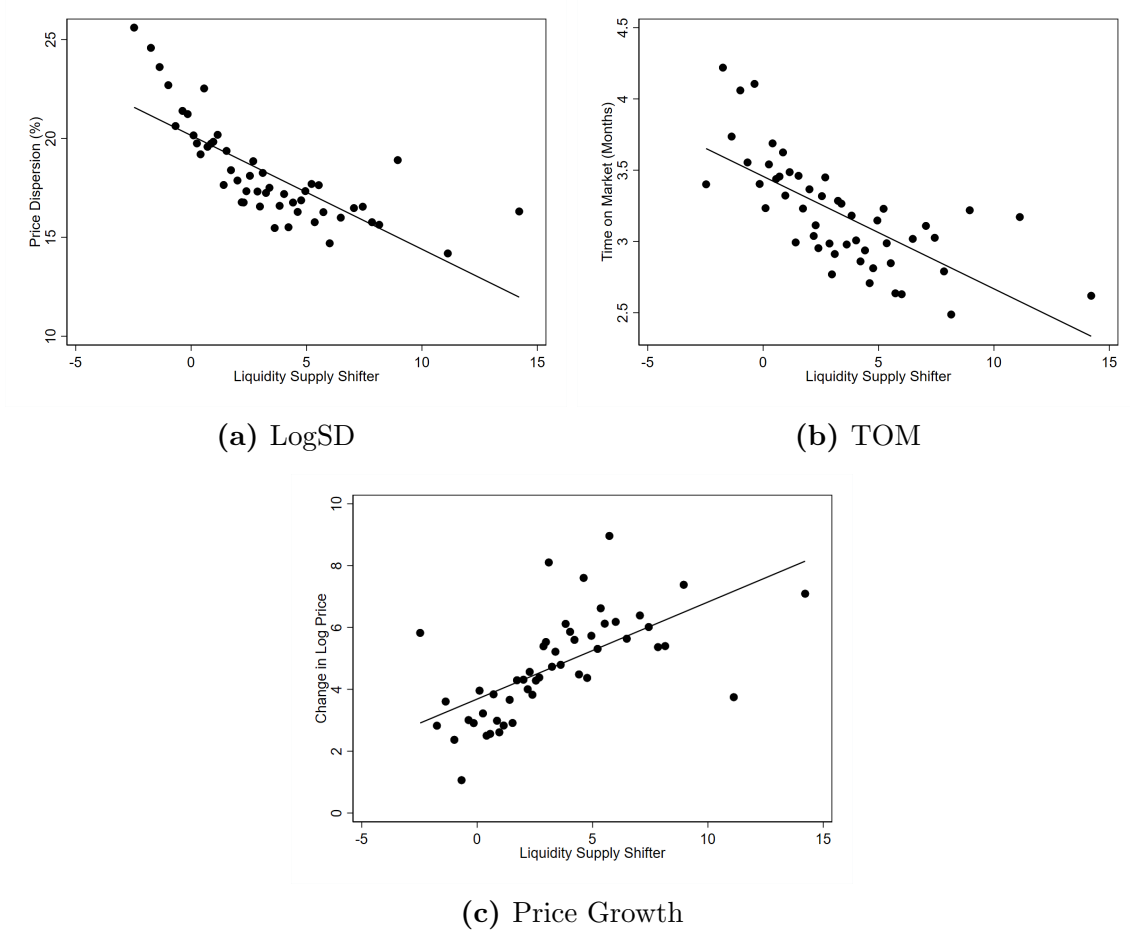 Price Dispersion (%)
25
20
15
10
-5 0 5 10 15
Liquidity Supply Shifter
(a) LogSD
Time on Market (Months)
4.5
4
3.5
3
2.5
-5 0 5 10 15
Liquidity Supply Shifter
(b) TOM
Change in Log Price
10
8
6
4
2
0
-5 0 5 10 15
Liquidity Supply Shifter
(c) Price Growth